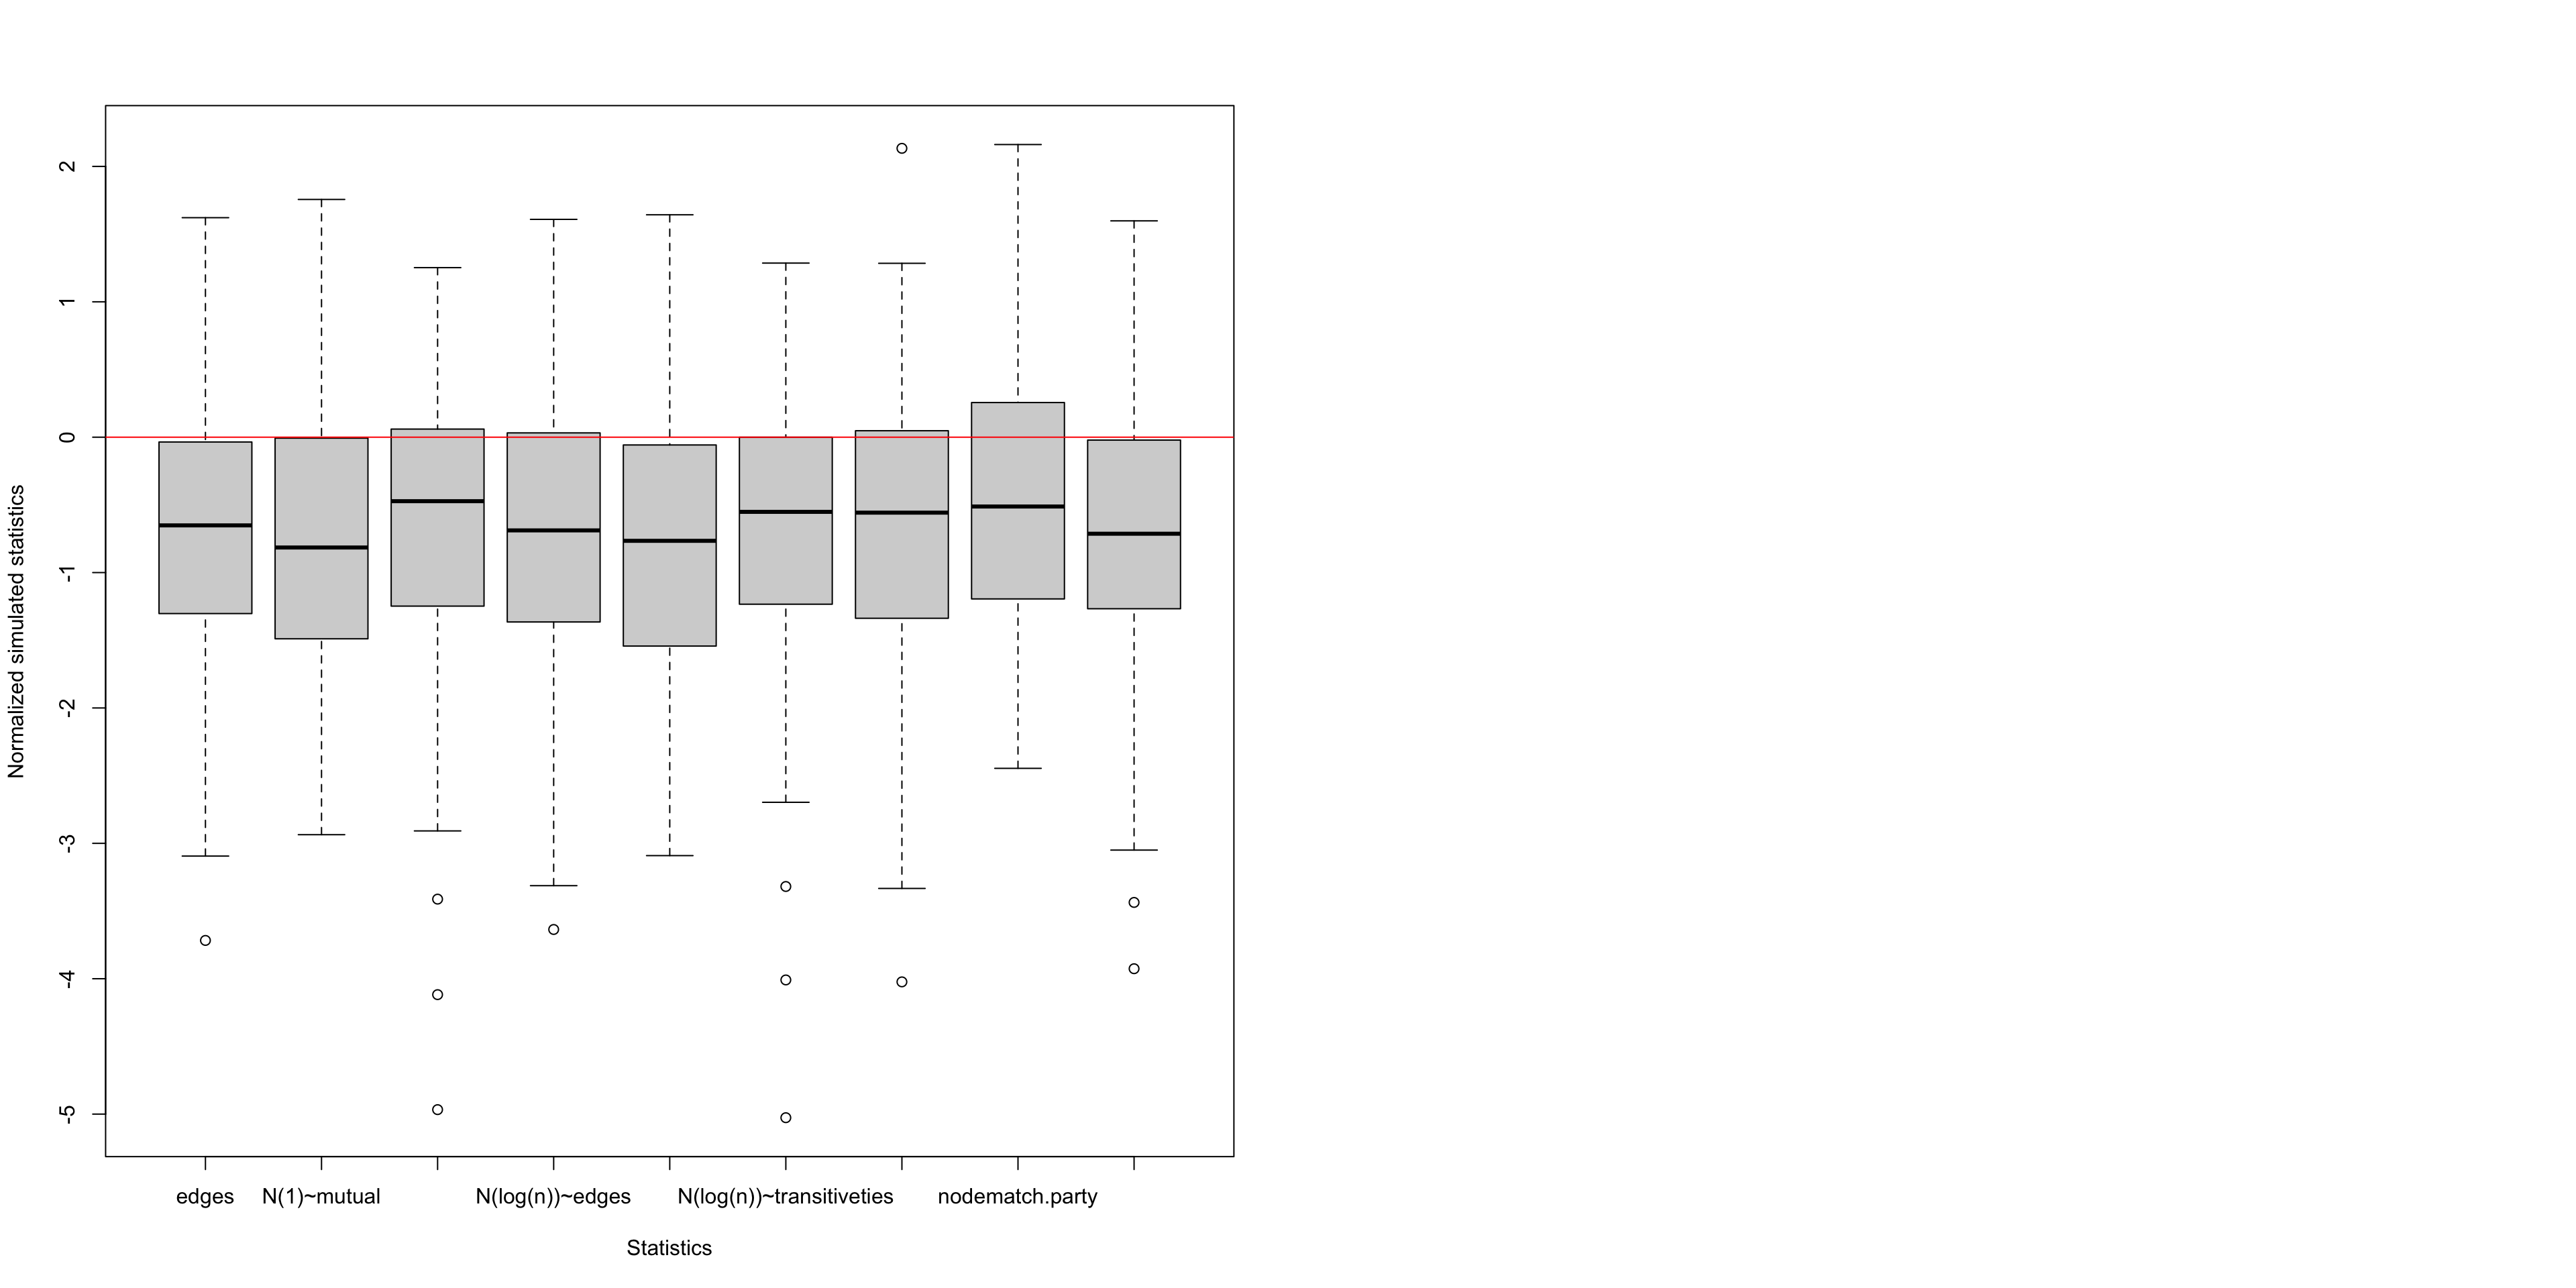 Normalized simulated statistics
2
1
0
-1
-2
-3
-4
-5
edges N(1)~mutual N(log(n))~edges N(log(n))~transitiveties nodematch.party
Statistics